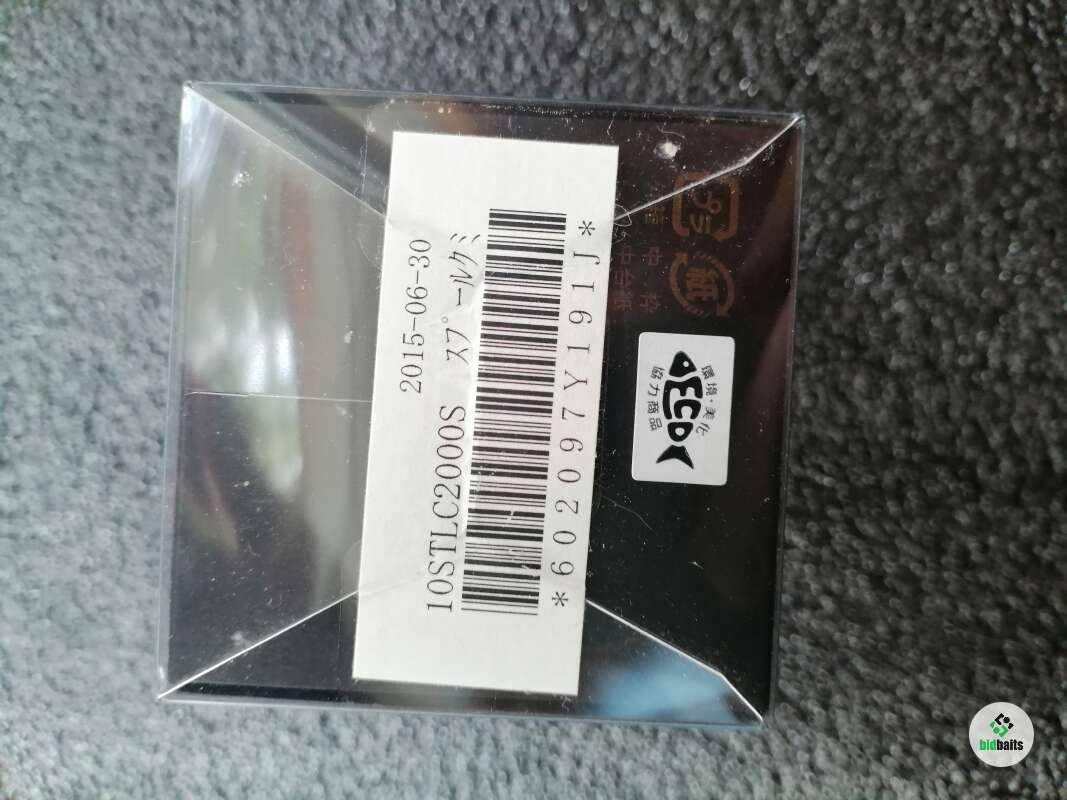 2015-06-30
10STLC2000S ｽﾌﾟｰﾙｸﾐ
*602097Y191J*
プラ
紙
環境・美化
ECO
協力商品
bidbaits